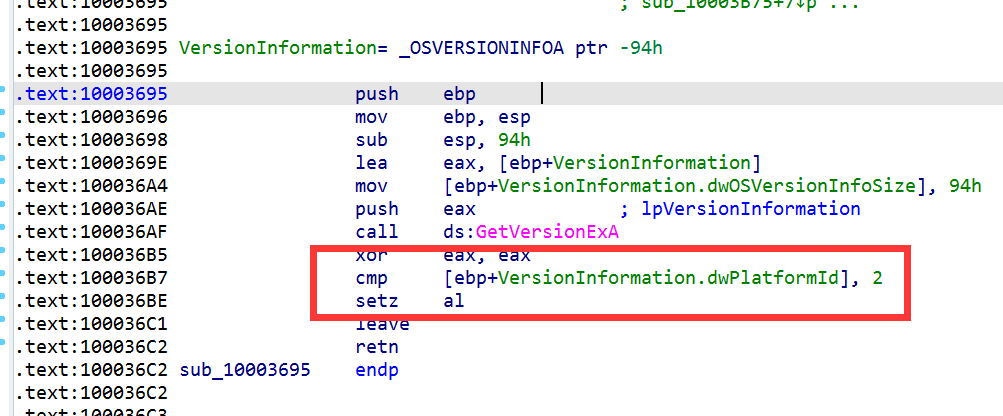 .text:10003695 ; sub_10003B75+7↓p ...
.text:10003695
.text:10003695 VersionInformation= _OSVERSIONINFOA ptr -94h
.text:10003695
.text:10003695 push ebp
.text:10003696 mov ebp, esp
.text:10003698 sub esp, 94h
.text:1000369E lea eax, [ebp+VersionInformation]
.text:100036A4 mov [ebp+VersionInformation.dwOSVersionInfoSize], 94h
.text:100036AE push eax ; lpVersionInformation
.text:100036AF call ds:GetVersionExA
.text:100036B5 xor eax, eax
.text:100036B7 cmp [ebp+VersionInformation.dwPlatformId], 2
.text:100036BE setz al
.text:100036C1 leave
.text:100036C2 retn
.text:100036C2 sub_10003695 endp
.text:100036C2
.text:100036C3